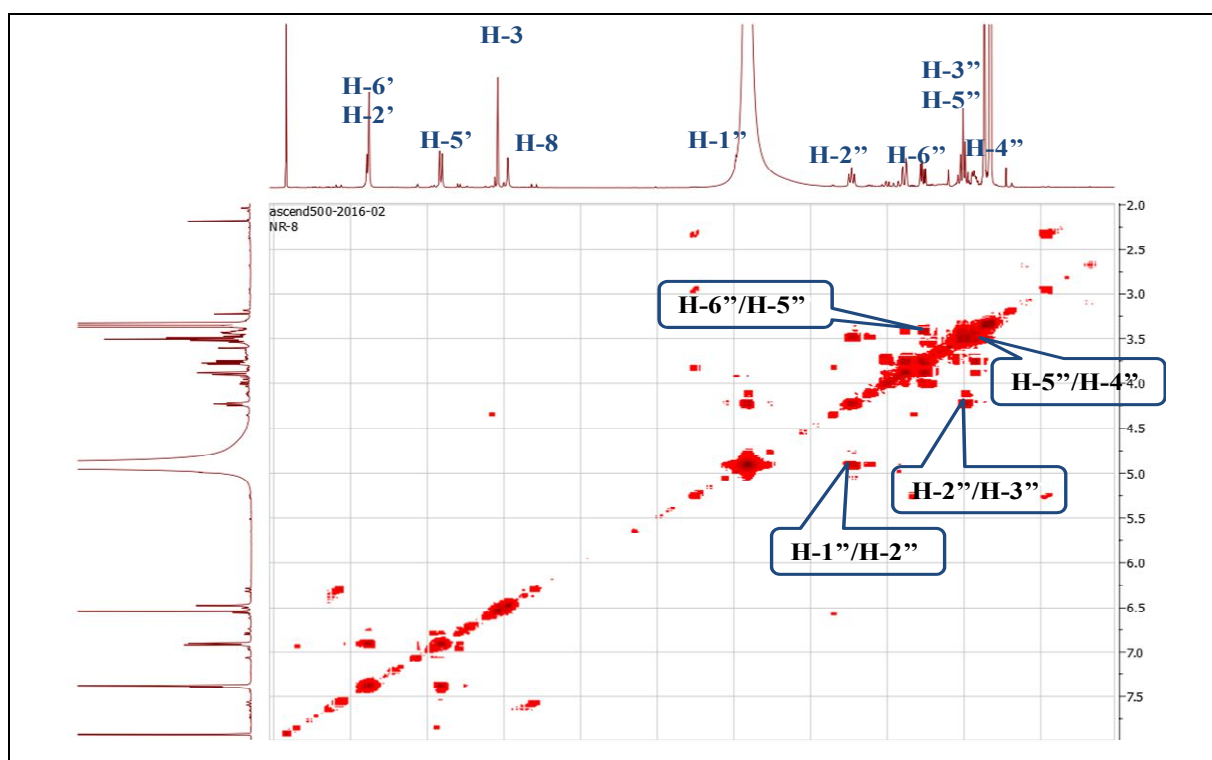 H-3
H-6’
H-2’
H-5’
H-8
H-1”
H-2”
H-6”
H-3”
H-5”
H-4”
ascend500-2016-02
NR-8
2.0
2.5
3.0
3.5
4.0
4.5
5.0
5.5
6.0
6.5
7.0
7.5
H-6”/H-5”
H-5”/H-4”
H-2”/H-3”
H-1”/H-2”